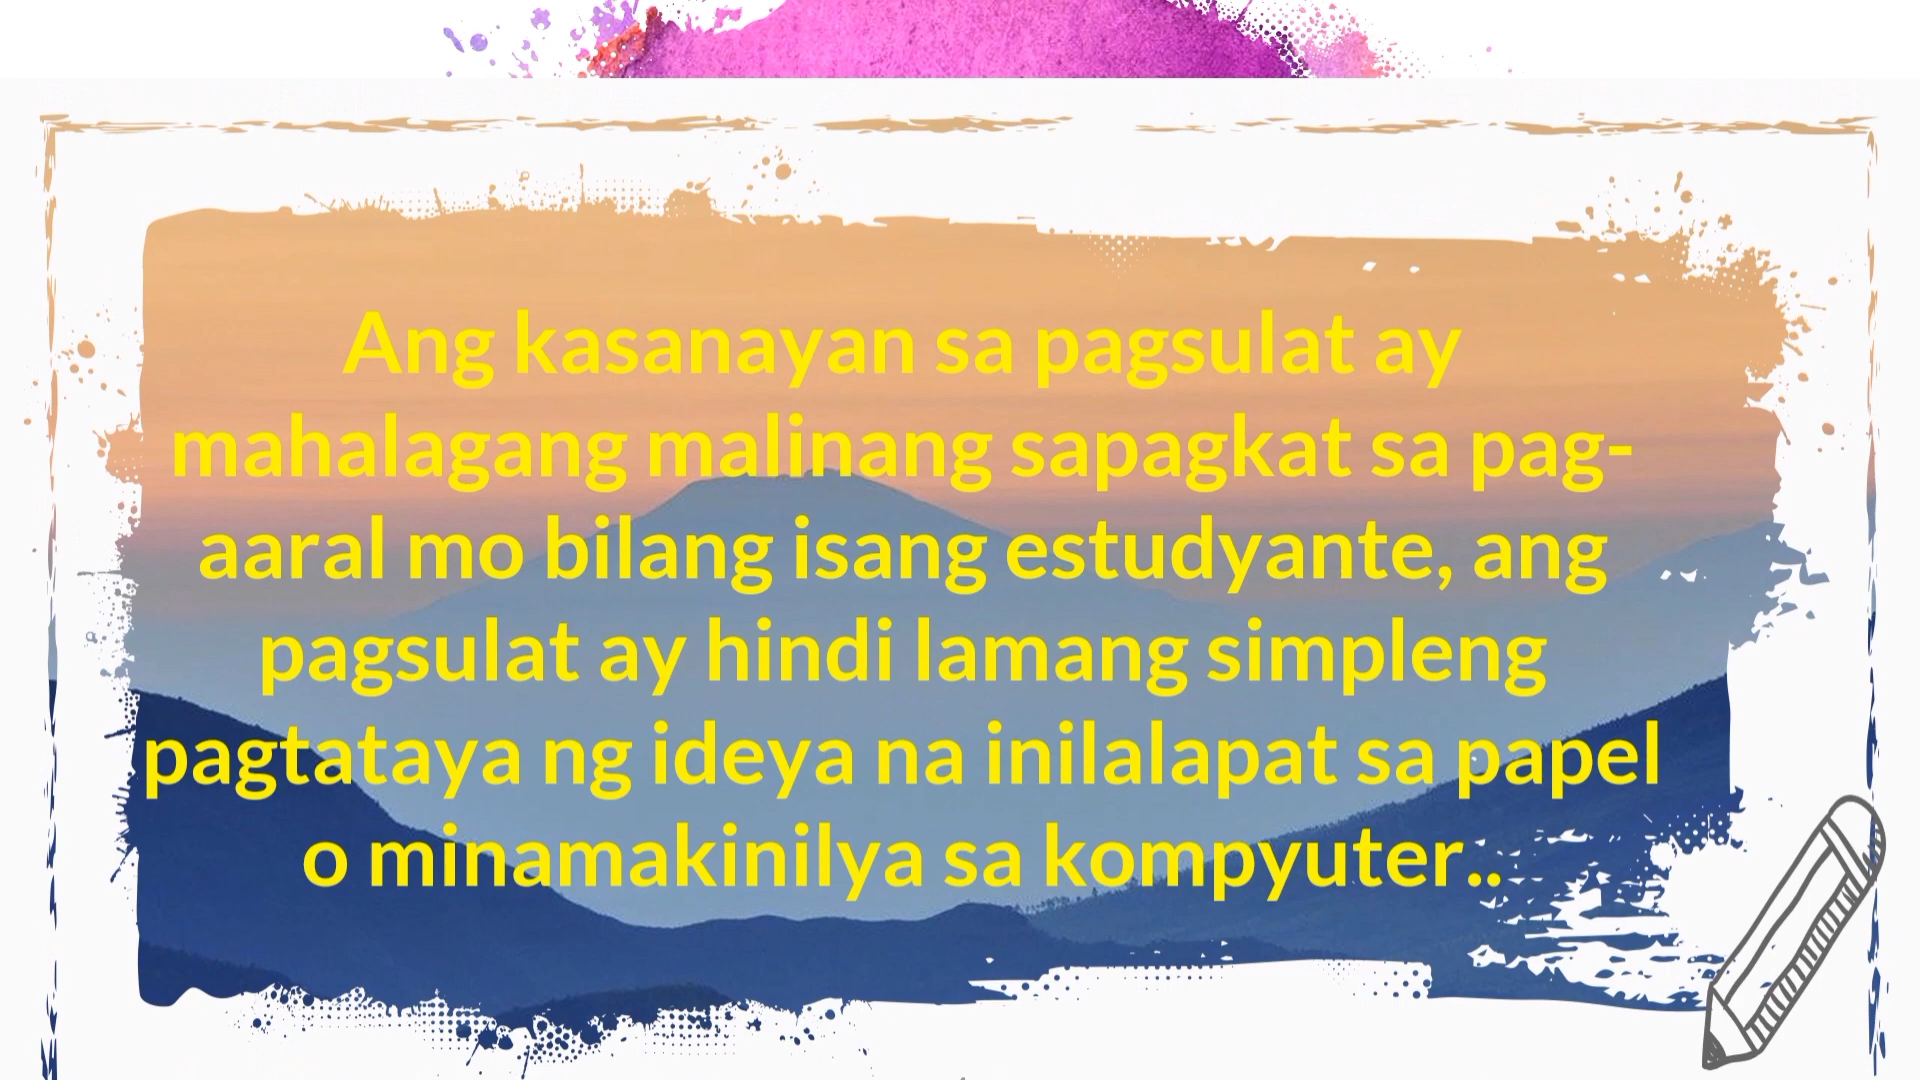 Ang kasanayan sa pagsulat ay
mahalagang malinang sapagkat sa pag-
aaral mo bilang isang estudyante, ang
pagsulat ay hindi lamang simpleng
pagtataya ng ideya na inilalapat sa papel
o minamakinilya sa kompyuter..